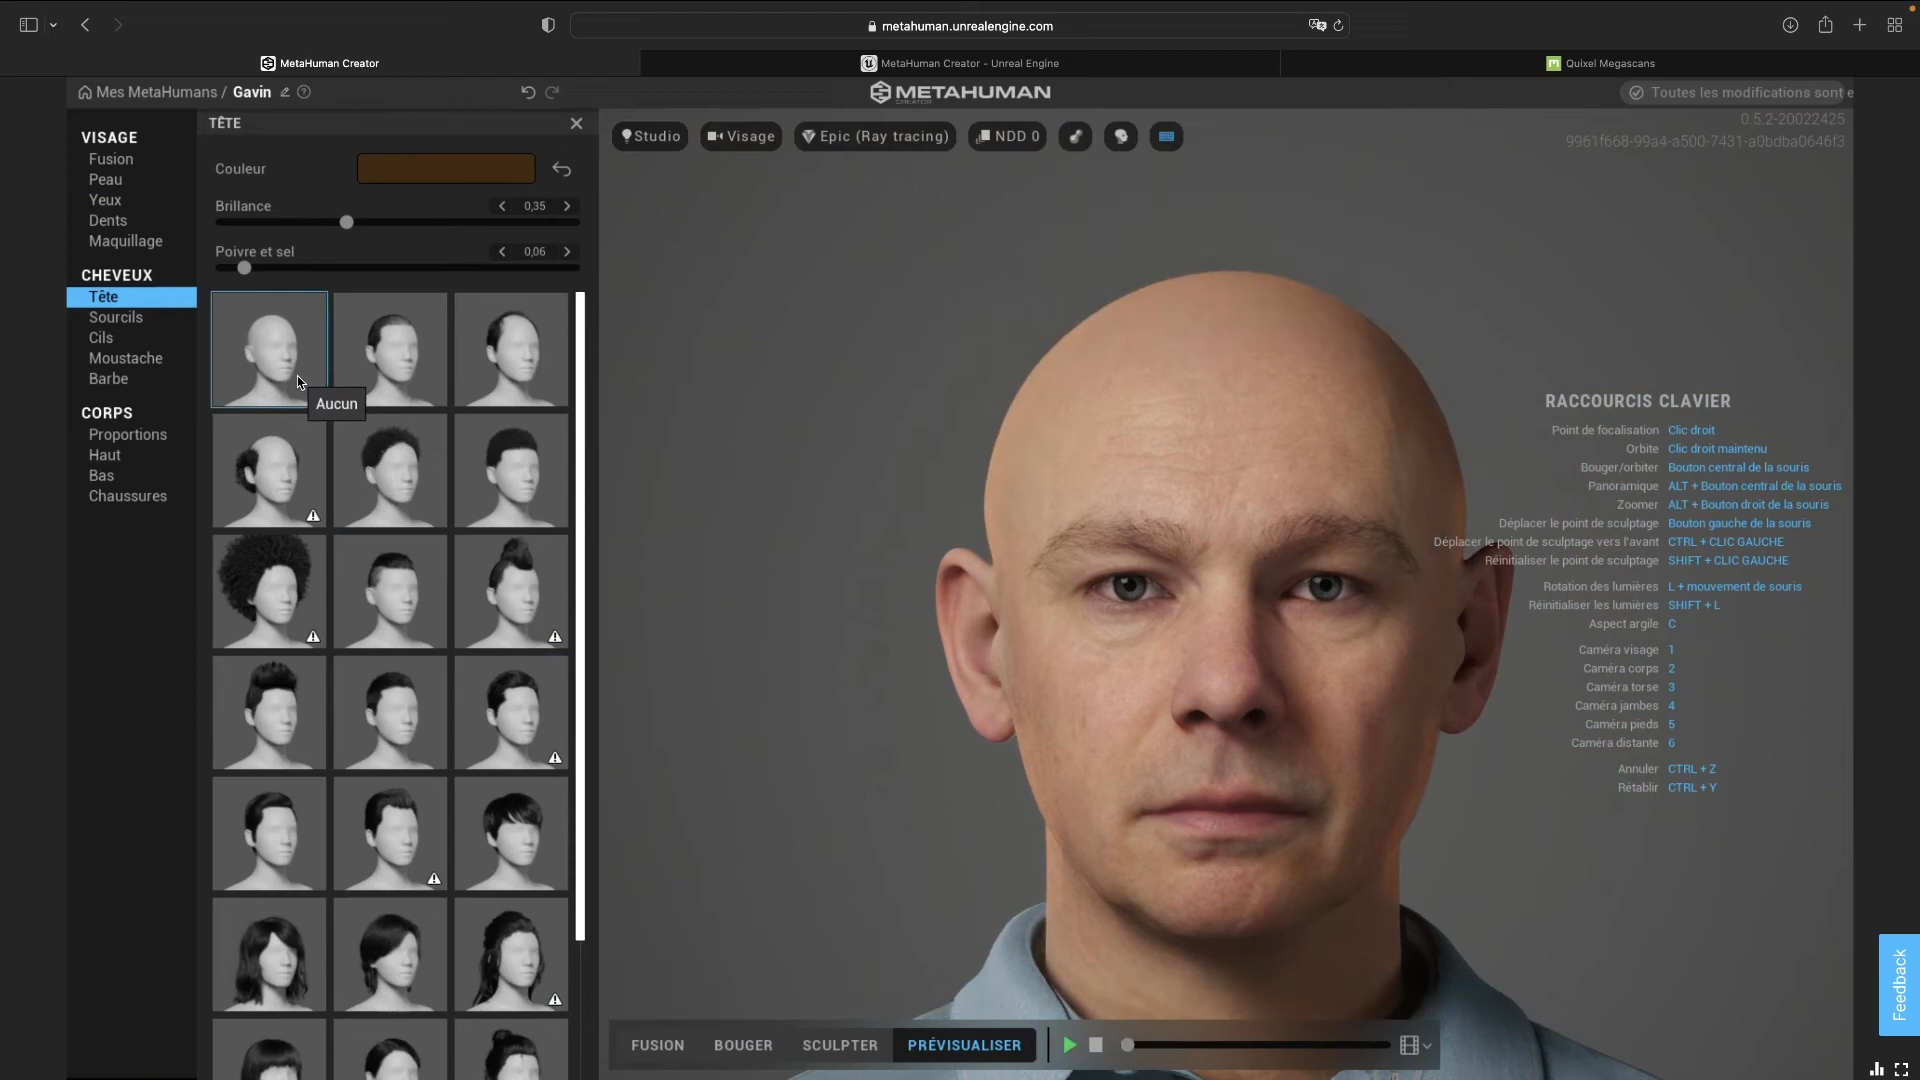 metahuman.unrealengine.com
MetaHuman Creator
MetaHuman Creator - Unreal Engine
Quixel Megascans
Mes MetaHumans / Gavin
METAHUMAN
CREATOR
Toutes les modifications sont e
0.5.2-20022425
9961f668-99a4-a500-7431-a0bdba0646f3
VISAGE
Fusion
Peau
Yeux
Dents
Maquillage
CHEVEUX
Tête
Sourcils
Cils
Moustache
Barbe
CORPS
Proportions
Haut
Bas
Chaussures
TÊTE
Couleur
Brillance
0,35
Poivre et sel
0,06
Aucun
Studio
Visage
Epic (Ray tracing)
NDD 0
RACCOURCIS CLAVIER
Point de focalisation Clic droit
Orbite Clic droit maintenu
Bouger/orbiter Bouton central de la souris
Panoramique ALT + Bouton central de la souris
Zoomer ALT + Bouton droit de la souris
Déplacer le point de sculptage Bouton gauche de la souris
Déplacer le point de sculptage vers l'avant CTRL + CLIC GAUCHE
Réinitialiser le point de sculptage SHIFT + CLIC GAUCHE
Rotation des lumières L + mouvement de souris
Réinitialiser les lumières SHIFT + L
Aspect argile C
Caméra visage 1
Caméra corps 2
Caméra torse 3
Caméra jambes 4
Caméra pieds 5
Caméra distante 6
Annuler CTRL + Z
Rétablir CTRL + Y
FUSION
BOUGER
SCULPTER
PRÉVISUALISER
Feedback